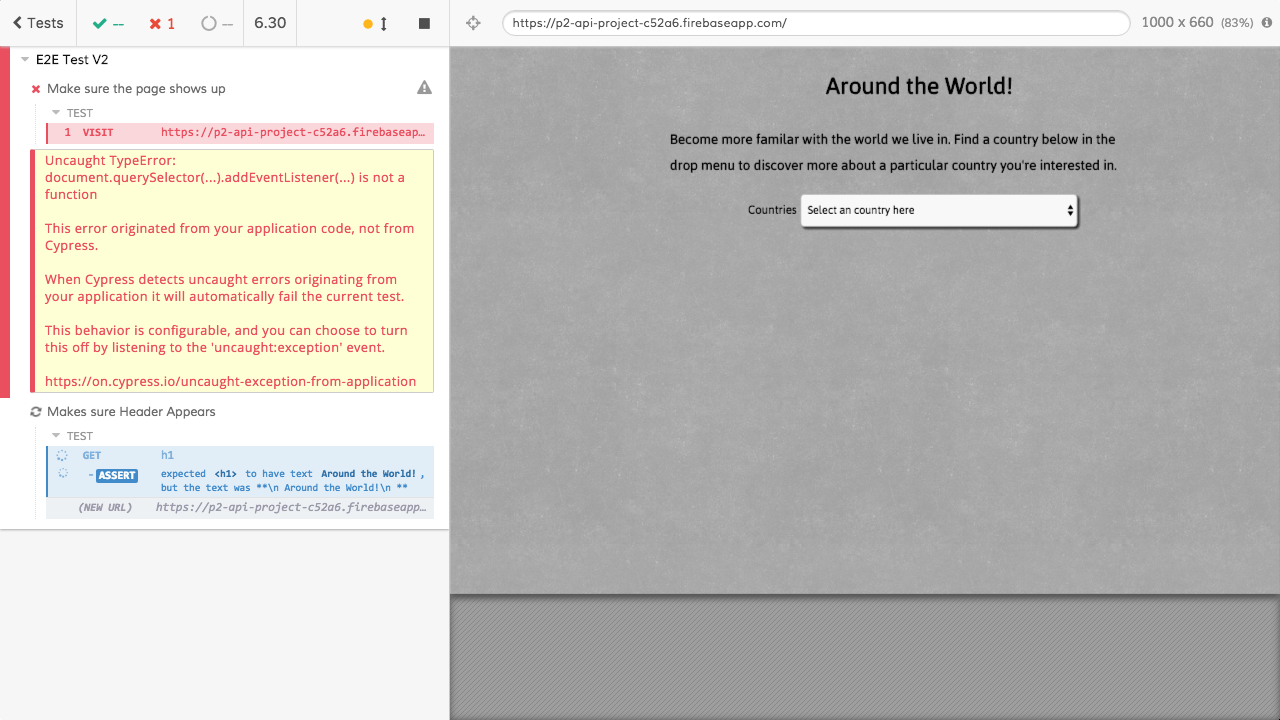 Tests
--
1
--
6.30
https://p2-api-project-c52a6.firebaseapp.com/
1000 x 660 (83%)
E2E Test V2
Make sure the page shows up
TEST
1 VISIT https://p2-api-project-c52a6.firebaseap…
Uncaught TypeError:
document.querySelector(...).addEventListener(...) is not a
function
This error originated from your application code, not from
Cypress.
When Cypress detects uncaught errors originating from
your application it will automatically fail the current test.
This behavior is configurable, and you can choose to turn
this off by listening to the 'uncaught:exception' event.
https://on.cypress.io/uncaught-exception-from-application
Makes sure Header Appears
TEST
GET h1
- ASSERT expected <h1> to have text Around the World! ,
but the text was **\n Around the World!\n **
(NEW URL) https://p2-api-project-c52a6.firebaseapp…
Around the World!
Become more familar with the world we live in. Find a country below in the
drop menu to discover more about a particular country you're interested in.
Countries Select an country here